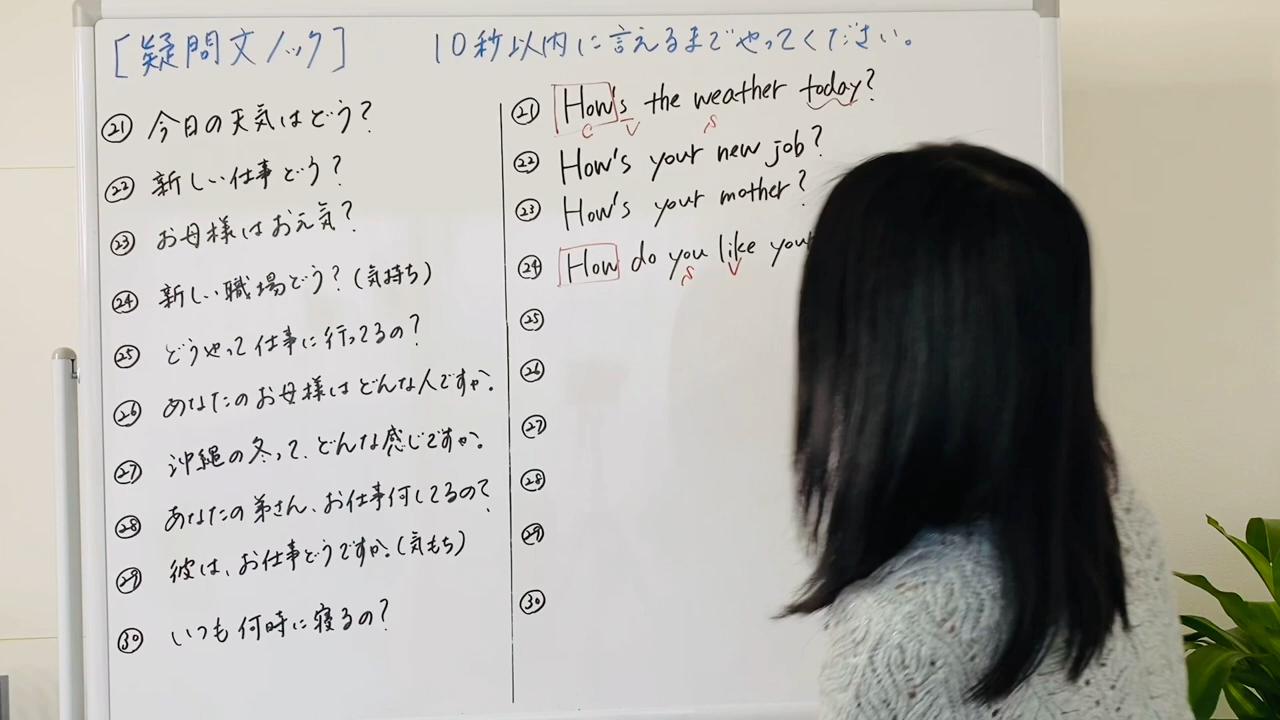 [疑問文ノック] 10秒以内に言えるまでやってください。
㉑ 今日の天気はどう?
㉒ 新しい仕事どう?
㉓ お母様はお元気?
㉔ 新しい職場どう?(気持ち)
㉕ どうやって仕事に行ってるの?
㉖ あなたのお母様はどんな人ですか。
㉗ 沖縄の冬って、どんな感じですか。
㉘ あなたの弟さん、お仕事何してるの?
㉙ 彼は、お仕事どうですか。(気もち)
㉚ いつも何時に寝るの?
㉑ How's the weather today?
C V S
㉒ How's your new job?
㉓ How's your mother?
㉔ How do you like your
S V
㉕
㉖
㉗
㉘
㉙
㉚